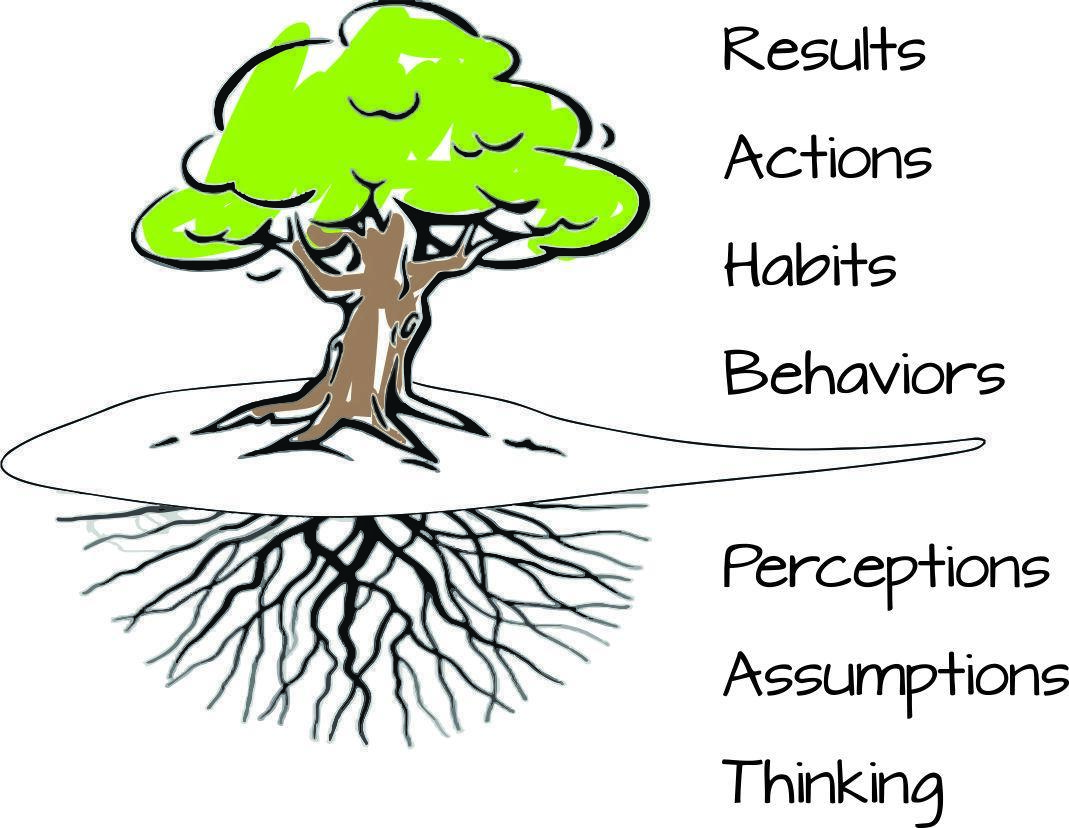 Results
Actions
Habits
Behaviors
Perceptions
Assumptions
Thinking